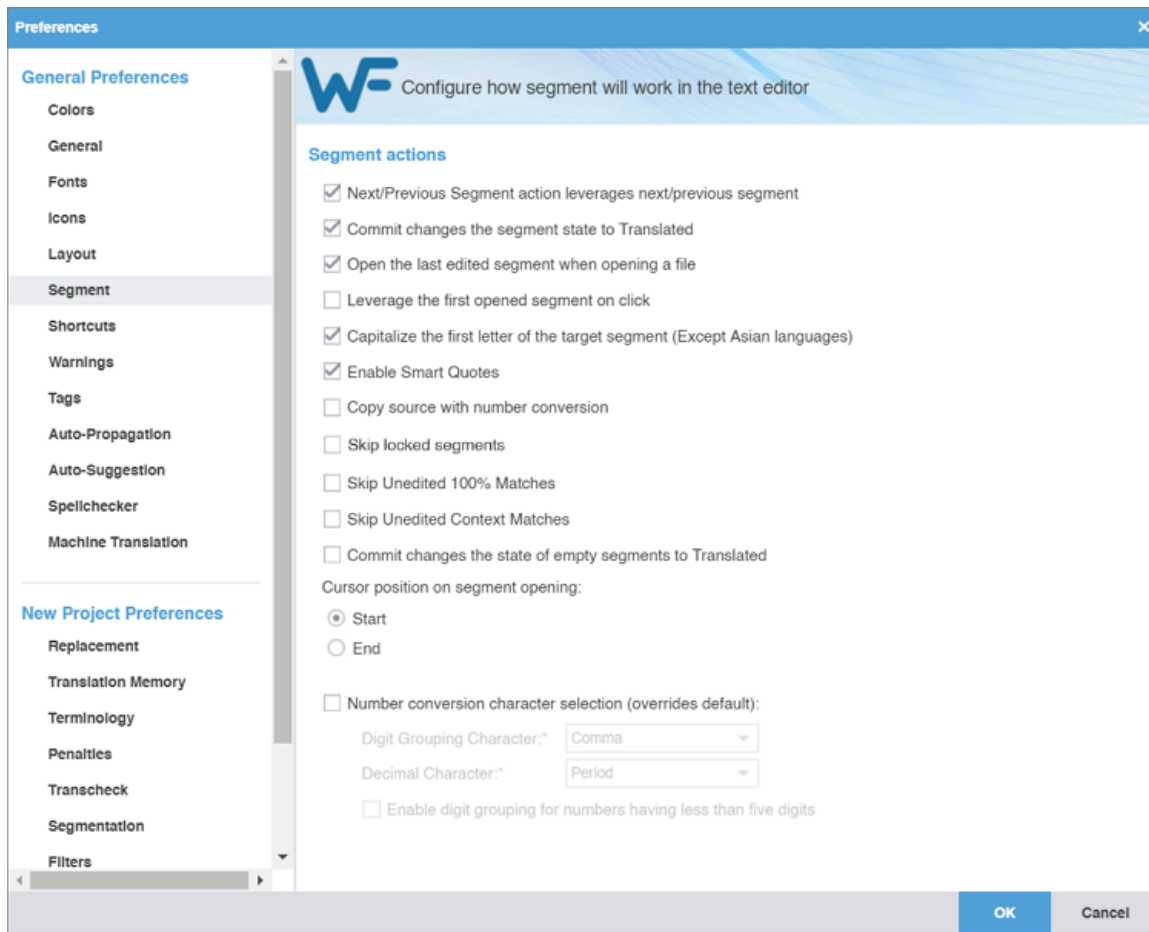 Preferences
General Preferences
Colors
General
Fonts
Icons
Layout
Segment
Shortcuts
Warnings
Tags
Auto-Propagation
Auto-Suggestion
Spellchecker
Machine Translation
New Project Preferences
Replacement
Translation Memory
Terminology
Penalties
Transcheck
Segmentation
Filters
WF
Configure how segment will work in the text editor
Segment actions
Next/Previous Segment action leverages next/previous segment
Commit changes the segment state to Translated
Open the last edited segment when opening a file
Leverage the first opened segment on click
Capitalize the first letter of the target segment (Except Asian languages)
Enable Smart Quotes
Copy source with number conversion
Skip locked segments
Skip Unedited 100% Matches
Skip Unedited Context Matches
Commit changes the state of empty segments to Translated
Cursor position on segment opening:
Start
End
Number conversion character selection (overrides default):
Digit Grouping Character:* Comma
Decimal Character:* Period
Enable digit grouping for numbers having less than five digits
OK Cancel